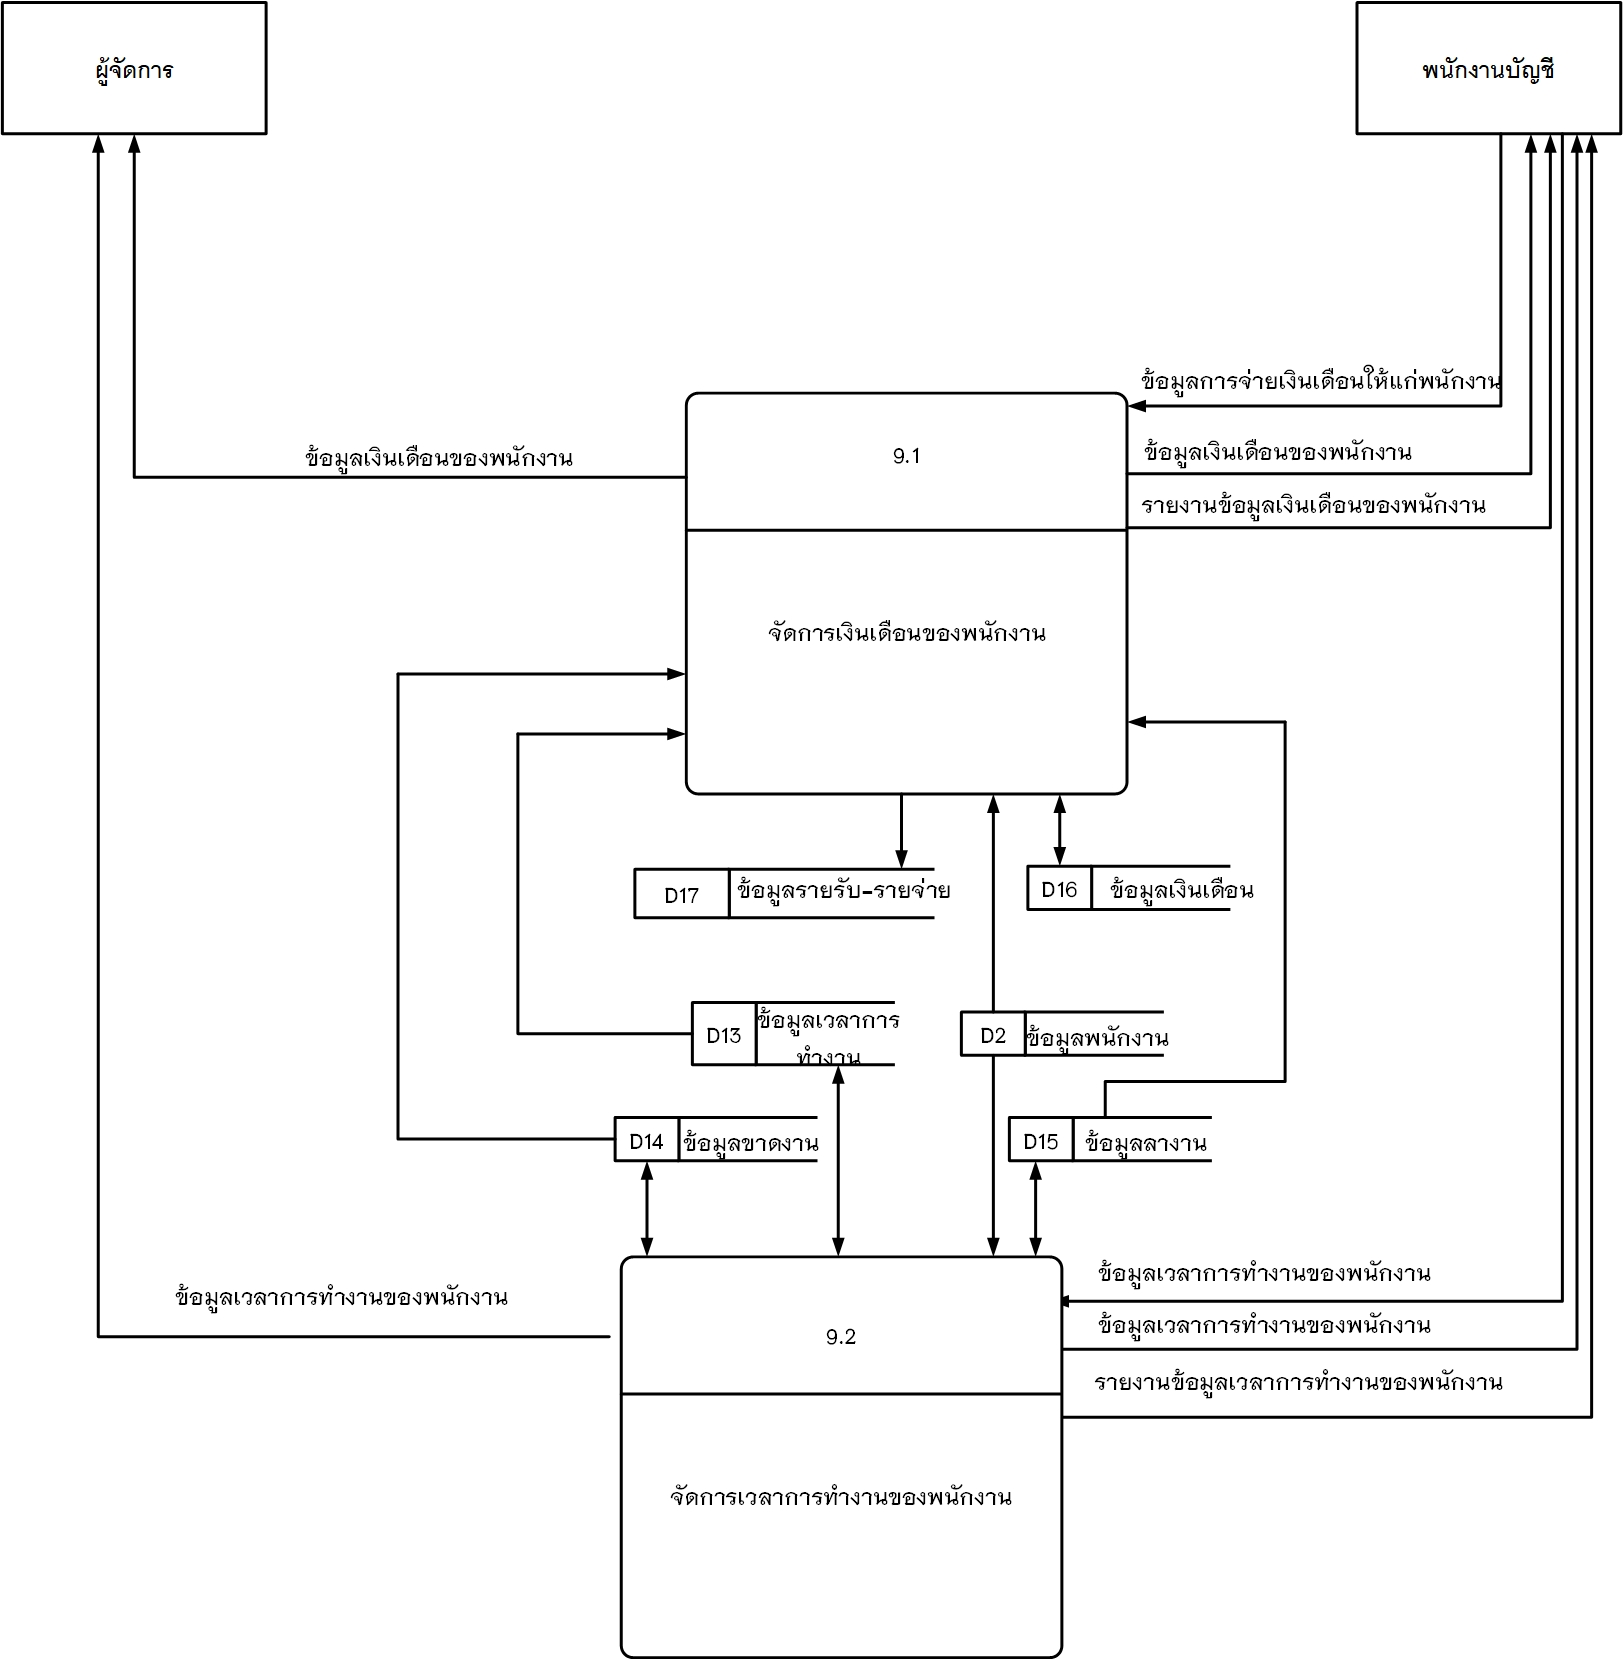 ผู้จัดการ
พนักงานบัญชี
ข้อมูลการจ่ายเงินเดือนให้แก่พนักงาน
ข้อมูลเงินเดือนของพนักงาน
9.1
ข้อมูลเงินเดือนของพนักงาน
รายงานข้อมูลเงินเดือนของพนักงาน
จัดการเงินเดือนของพนักงาน
D17
ข้อมูลรายรับ-รายจ่าย
D16
ข้อมูลเงินเดือน
D13
ข้อมูลเวลาการ
ทำงาน
D2
ข้อมูลพนักงาน
D14
ข้อมูลขาดงาน
D15
ข้อมูลลางาน
ข้อมูลเวลาการทำงานของพนักงาน
ข้อมูลเวลาการทำงานของพนักงาน
9.2
ข้อมูลเวลาการทำงานของพนักงาน
รายงานข้อมูลเวลาการทำงานของพนักงาน
จัดการเวลาการทำงานของพนักงาน